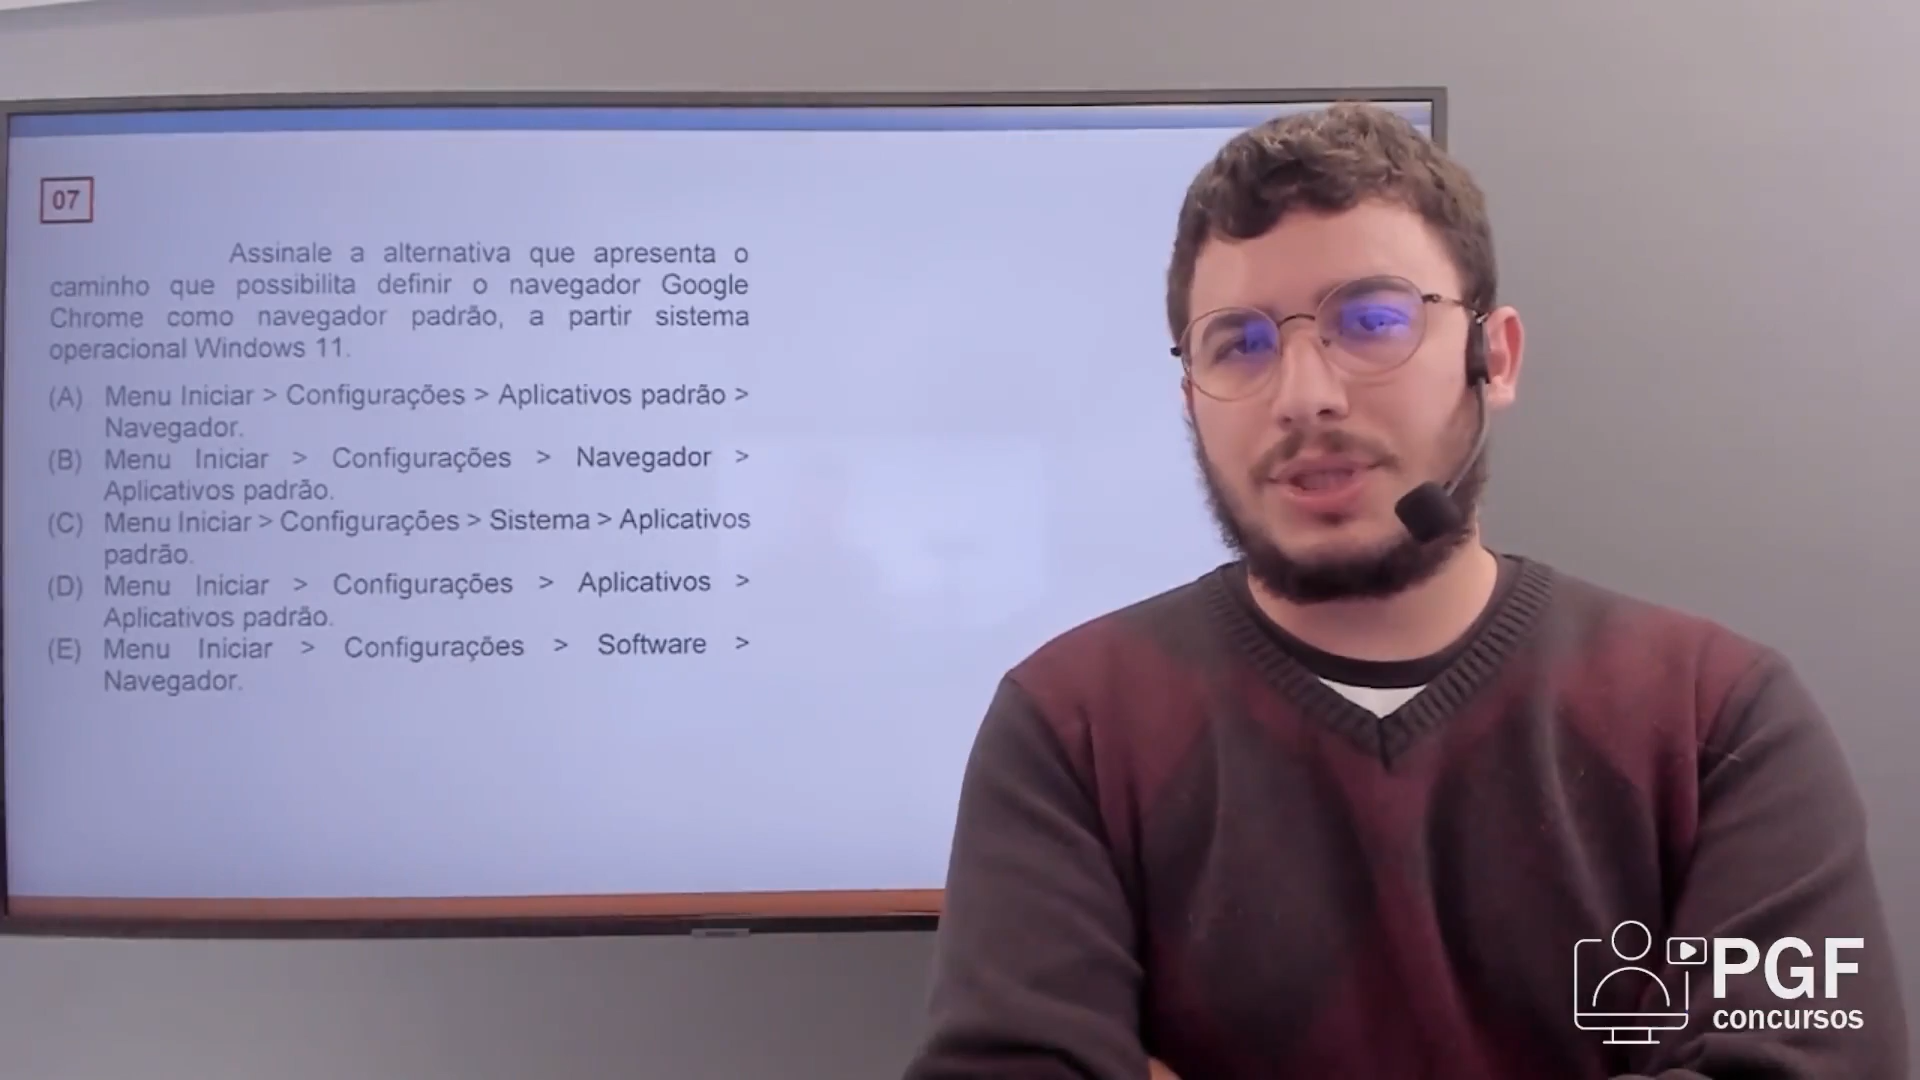 07
Assinale a alternativa que apresenta o
caminho que possibilita definir o navegador Google
Chrome como navegador padrão, a partir sistema
operacional Windows 11.
(A) Menu Iniciar > Configurações > Aplicativos padrão >
Navegador.
(B) Menu Iniciar > Configurações > Navegador >
Aplicativos padrão.
(C) Menu Iniciar > Configurações > Sistema > Aplicativos
padrão.
(D) Menu Iniciar > Configurações > Aplicativos >
Aplicativos padrão.
(E) Menu Iniciar > Configurações > Software >
Navegador.
PGF
concursos